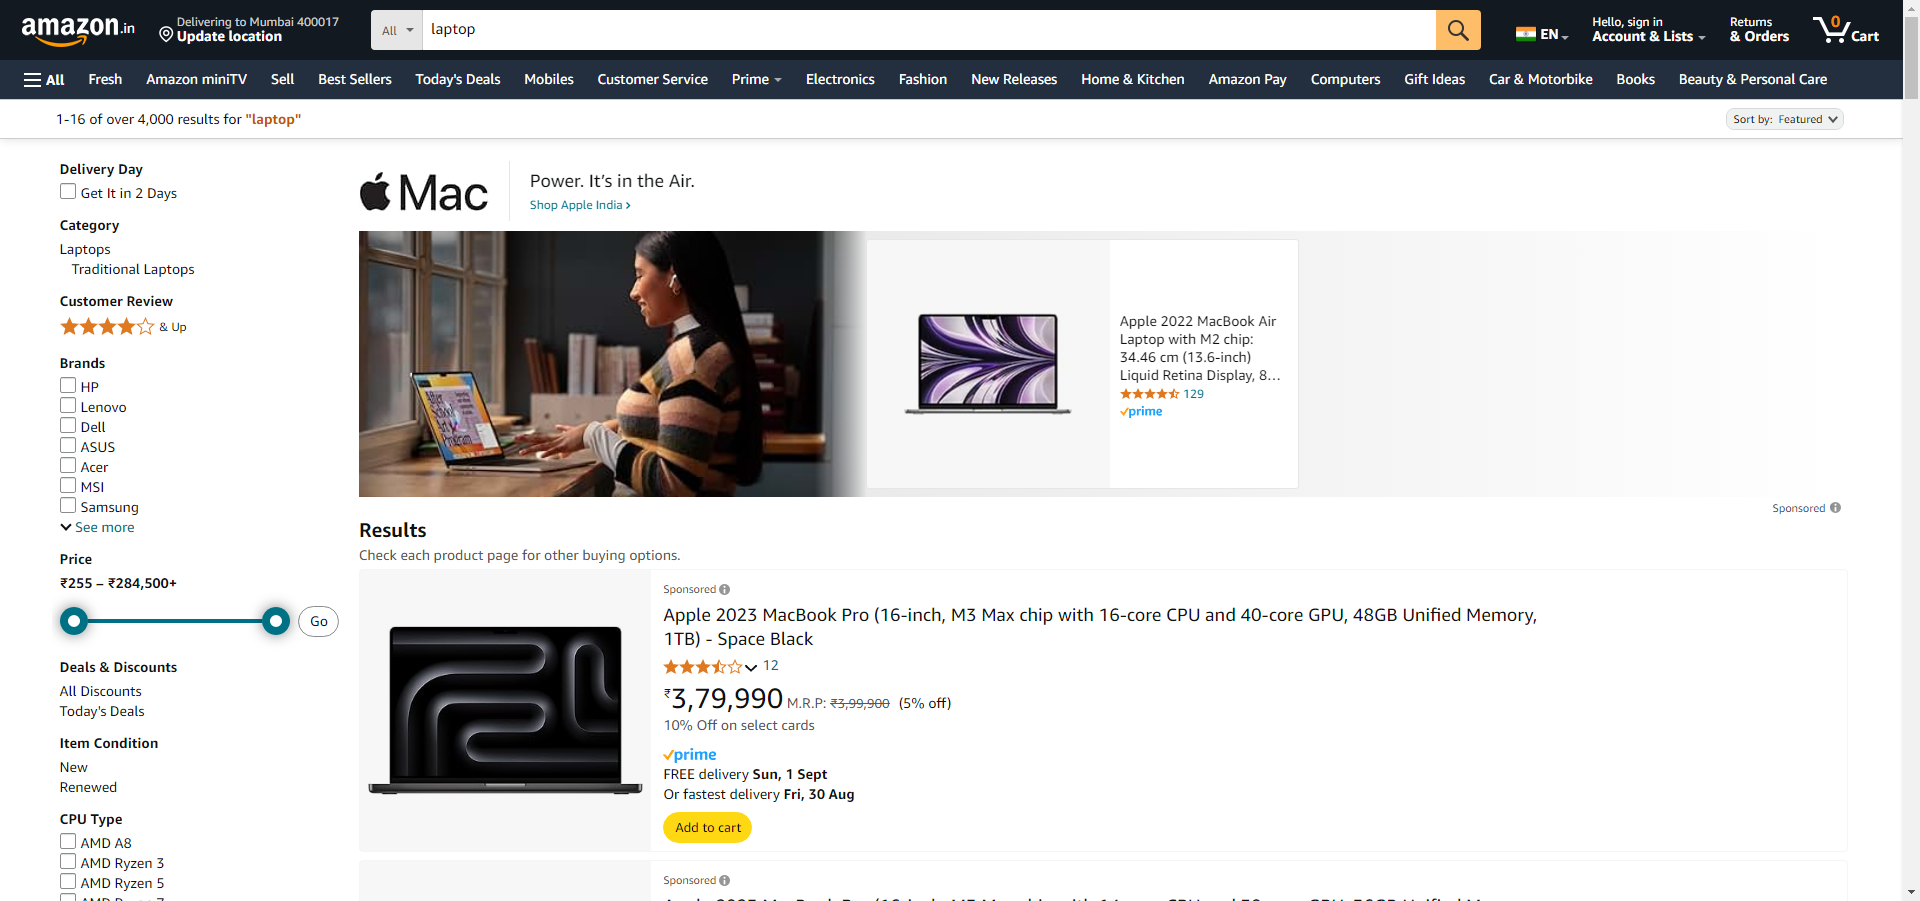 amazon.in
Delivering to Mumbai 400017
Update location
All
laptop
EN
Hello, sign in
Account & Lists
Returns
& Orders
0
Cart
All
Fresh
Amazon miniTV
Sell
Best Sellers
Today's Deals
Mobiles
Customer Service
Prime
Electronics
Fashion
New Releases
Home & Kitchen
Amazon Pay
Computers
Gift Ideas
Car & Motorbike
Books
Beauty & Personal Care
1-16 of over 4,000 results for "laptop"
Sort by: Featured
Delivery Day
Get It in 2 Days
Category
Laptops
Traditional Laptops
Customer Review
& Up
Brands
HP
Lenovo
Dell
ASUS
Acer
MSI
Samsung
See more
Price
₹255 – ₹284,500+
Go
Deals & Discounts
All Discounts
Today's Deals
Item Condition
New
Renewed
CPU Type
AMD A8
AMD Ryzen 3
AMD Ryzen 5
Mac
Power. It's in the Air.
Shop Apple India ›
After
School
Art
Program
Apple 2022 MacBook Air
Laptop with M2 chip:
34.46 cm (13.6-inch)
Liquid Retina Display, 8…
129
prime
Sponsored
Results
Check each product page for other buying options.
Sponsored
Apple 2023 MacBook Pro (16-inch, M3 Max chip with 16-core CPU and 40-core GPU, 48GB Unified Memory,
1TB) - Space Black
12
₹3,79,990 M.R.P: ₹3,99,900 (5% off)
10% Off on select cards
prime
FREE delivery Sun, 1 Sept
Or fastest delivery Fri, 30 Aug
Add to cart
Sponsored